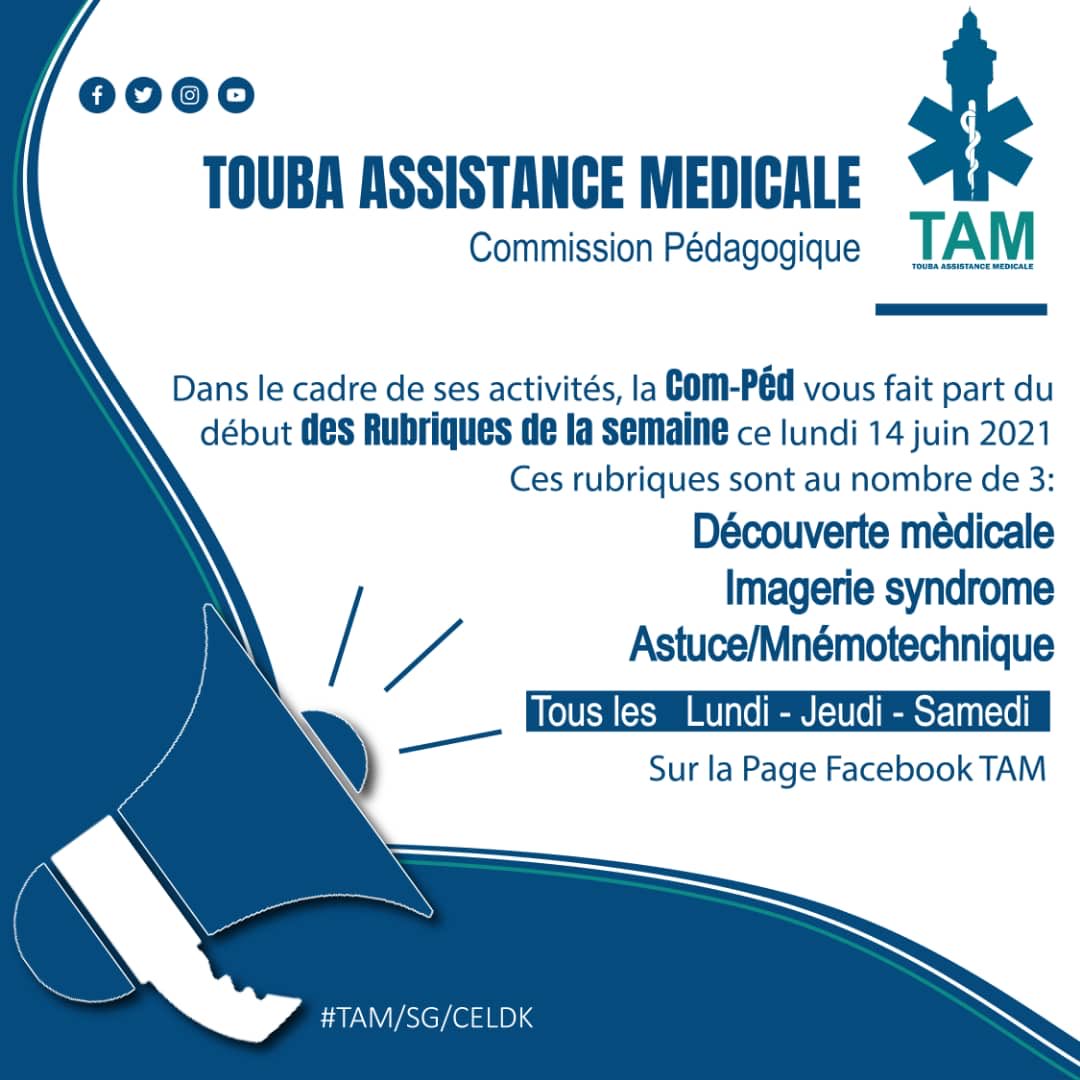 TOUBA ASSISTANCE MEDICALE
Commission Pédagogique
TAM
TOUBA ASSISTANCE MEDICALE
Dans le cadre de ses activités, la Com-Péd vous fait part du
début des Rubriques de la semaine ce lundi 14 juin 2021
Ces rubriques sont au nombre de 3:
Découverte mèdicale
Imagerie syndrome
Astuce/Mnémotechnique
Tous les Lundi - Jeudi - Samedi
Sur la Page Facebook TAM
#TAM/SG/CELDK